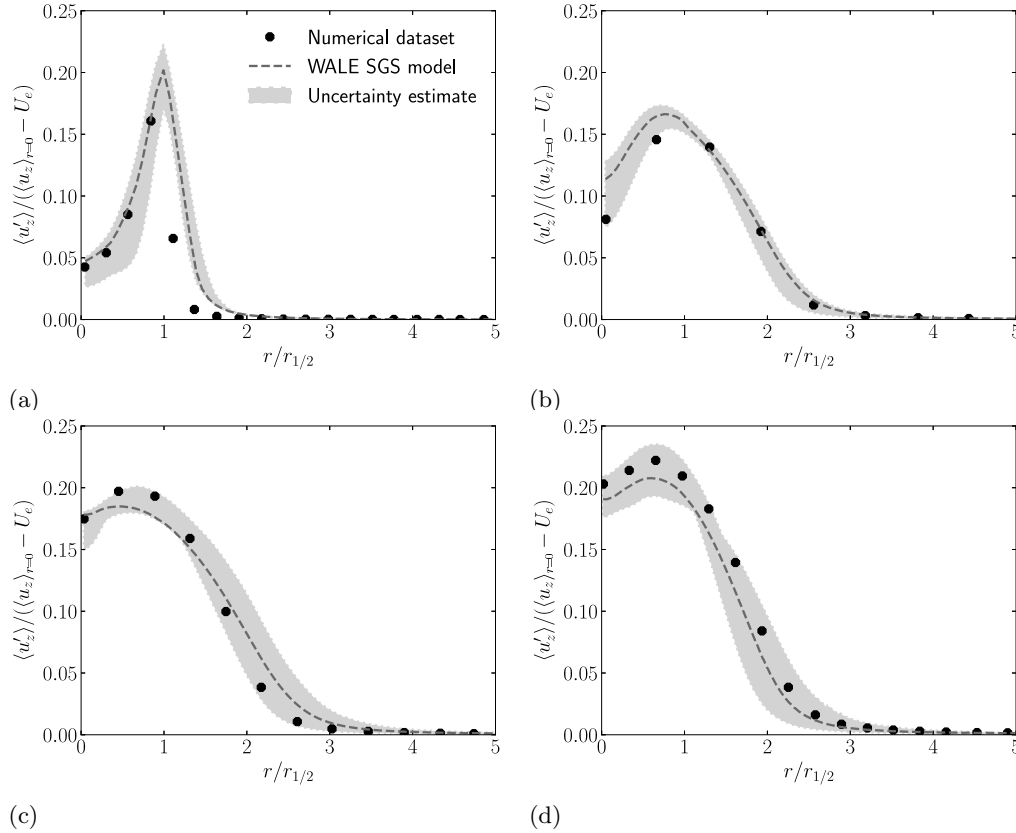 0.25
0.20
0.15
0.10
0.05
0.00
⟨u′_z⟩/(⟨u_z⟩_{r=0} − U_e)
Numerical dataset
WALE SGS model
Uncertainty estimate
0 1 2 3 4 5
r/r_{1/2}
(a)
0.25
0.20
0.15
0.10
0.05
0.00
⟨u′_z⟩/(⟨u_z⟩_{r=0} − U_e)
0 1 2 3 4 5
r/r_{1/2}
(b)
0.25
0.20
0.15
0.10
0.05
0.00
⟨u′_z⟩/(⟨u_z⟩_{r=0} − U_e)
0 1 2 3 4 5
r/r_{1/2}
(c)
0.25
0.20
0.15
0.10
0.05
0.00
⟨u′_z⟩/(⟨u_z⟩_{r=0} − U_e)
0 1 2 3 4 5
r/r_{1/2}
(d)